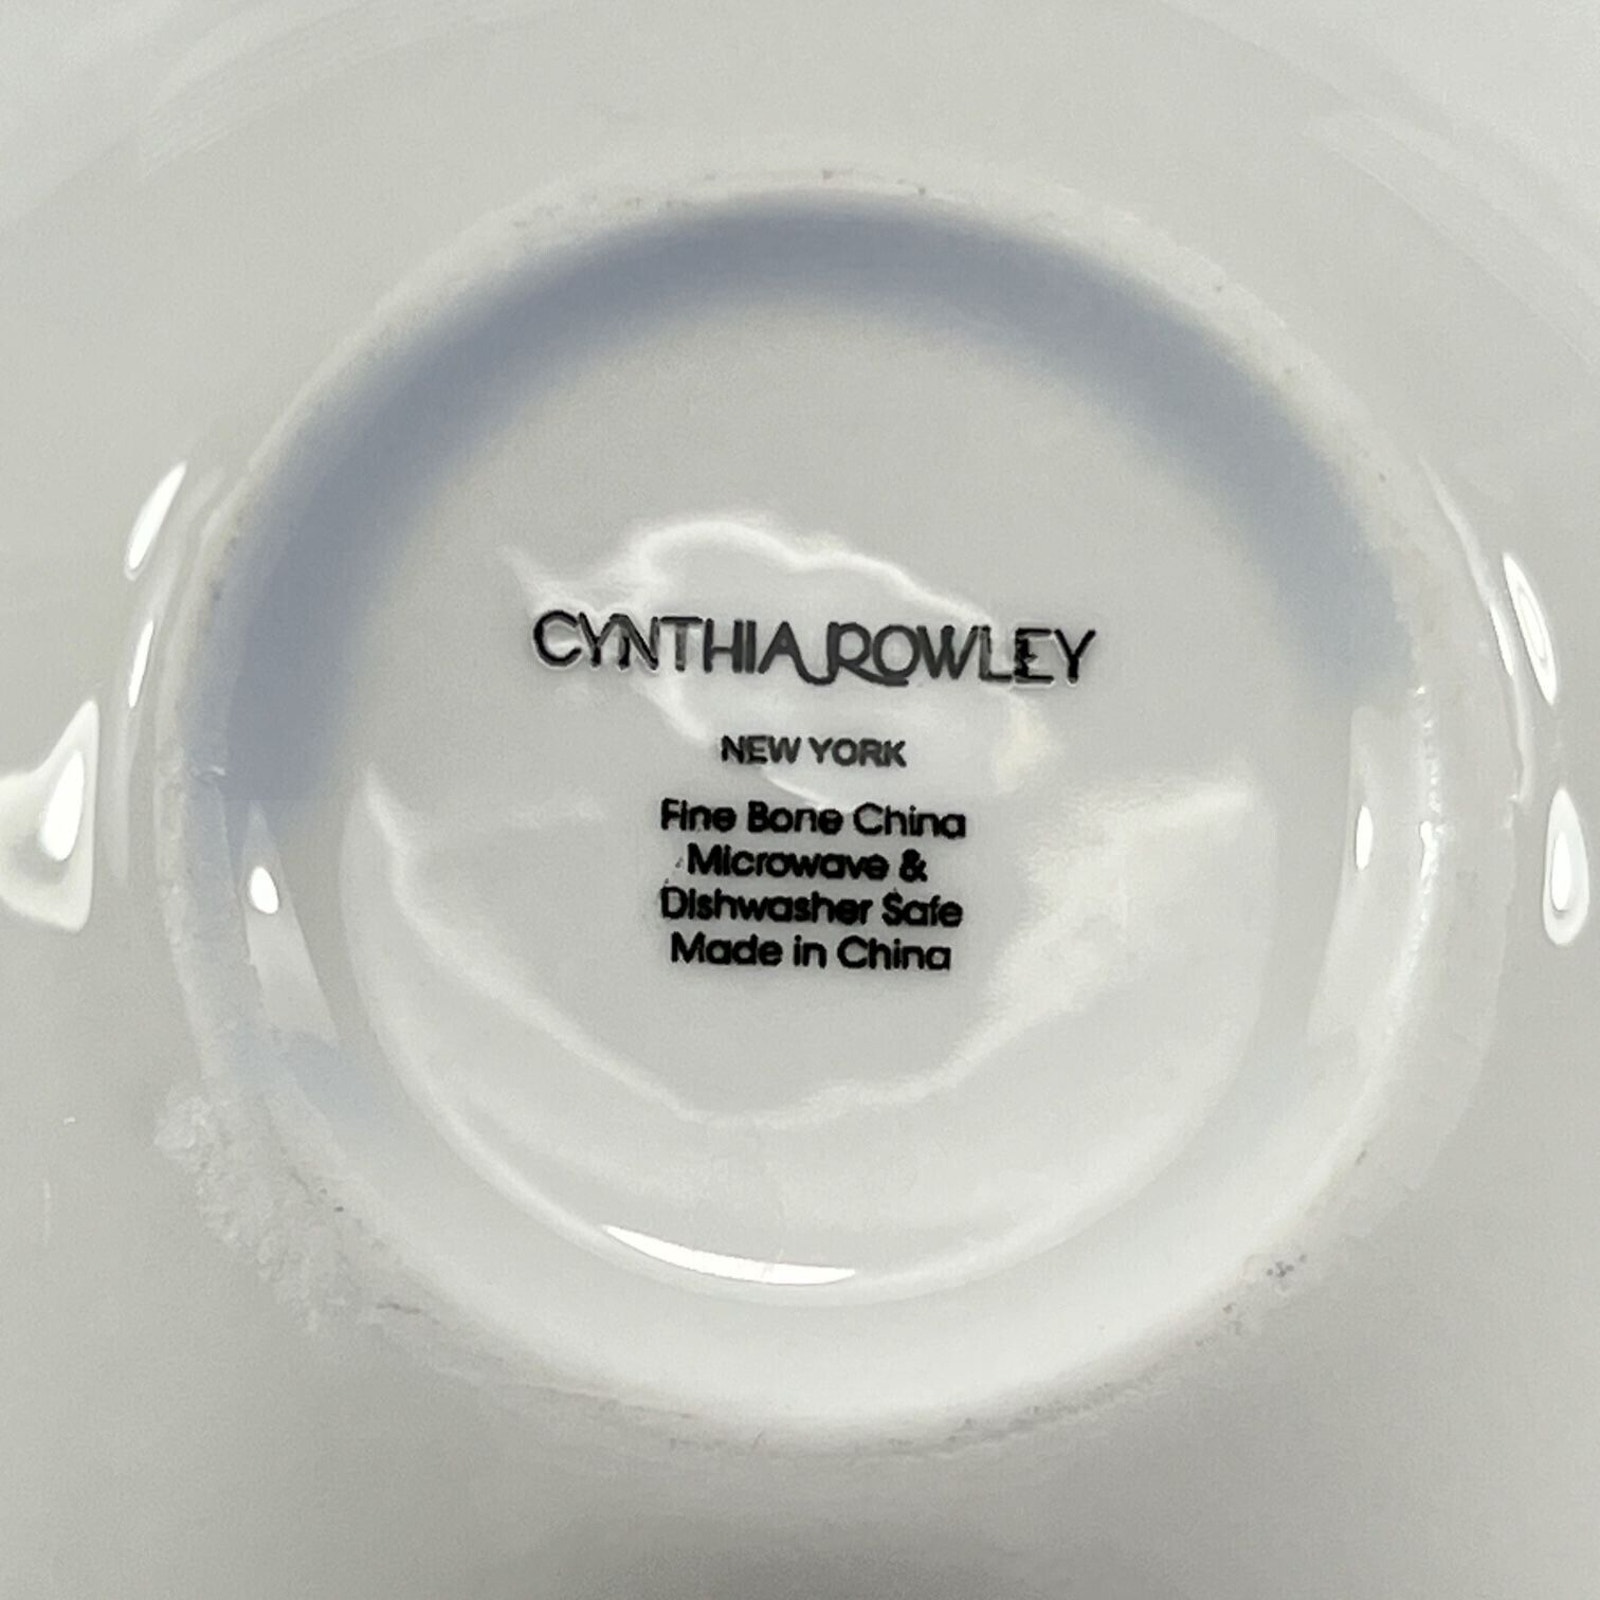 CYNTHIA ROWLEY
NEW YORK
Fine Bone China
Microwave &
Dishwasher Safe
Made in China